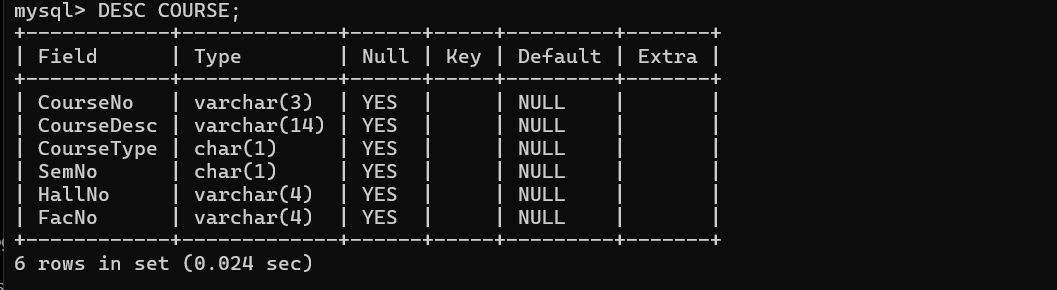 mysql> DESC COURSE;
+------------+-------------+------+-----+---------+-------+
| Field      | Type        | Null | Key | Default | Extra |
+------------+-------------+------+-----+---------+-------+
| CourseNo   | varchar(3)  | YES  |     | NULL    |       |
| CourseDesc | varchar(14) | YES  |     | NULL    |       |
| CourseType | char(1)     | YES  |     | NULL    |       |
| SemNo      | char(1)     | YES  |     | NULL    |       |
| HallNo     | varchar(4)  | YES  |     | NULL    |       |
| FacNo      | varchar(4)  | YES  |     | NULL    |       |
+------------+-------------+------+-----+---------+-------+
6 rows in set (0.024 sec)